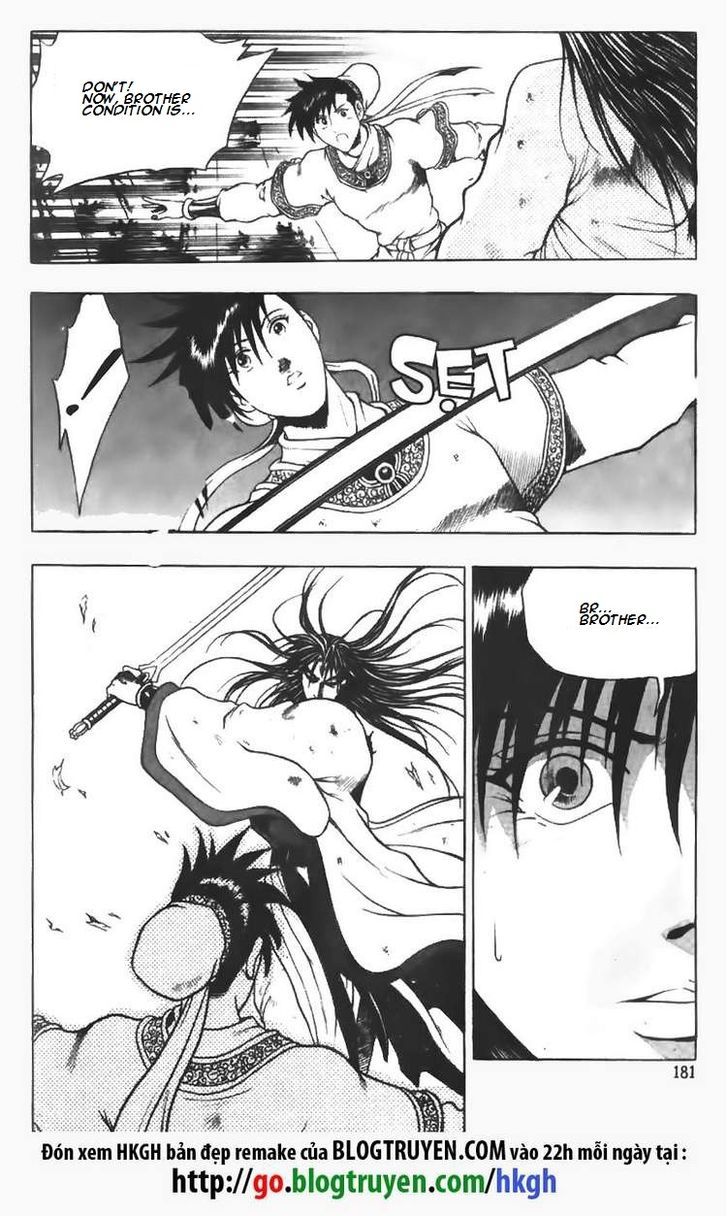 DON'T!
NOW, BROTHER
CONDITION IS...
!
SẸT
BR...
BROTHER...
181
Đón xem HKGH bản đẹp remake của BLOGTRUYEN.COM vào 22h mỗi ngày tại :
http://go.blogtruyen.com/hkgh